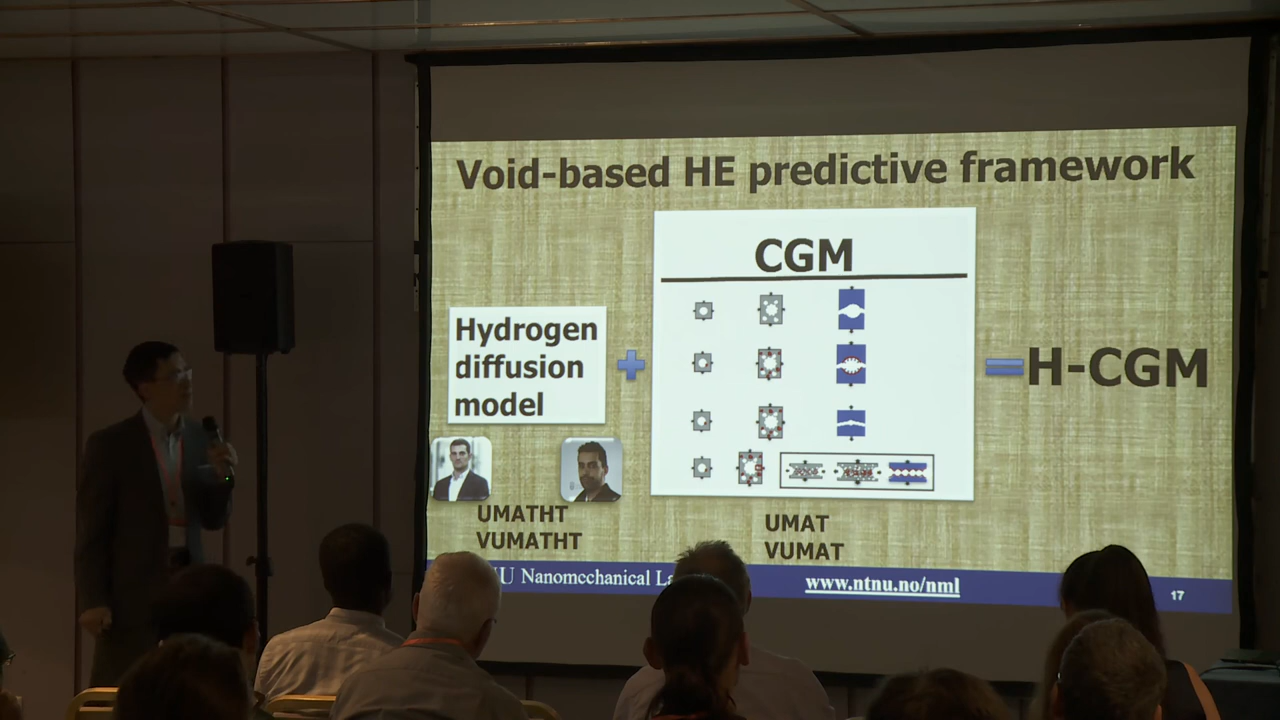 Void-based HE predictive framework
CGM
Hydrogen
diffusion
model
H-CGM
UMATHT
VUMATHT
UMAT
VUMAT
Nanomechanical
www.ntnu.no/nml
17